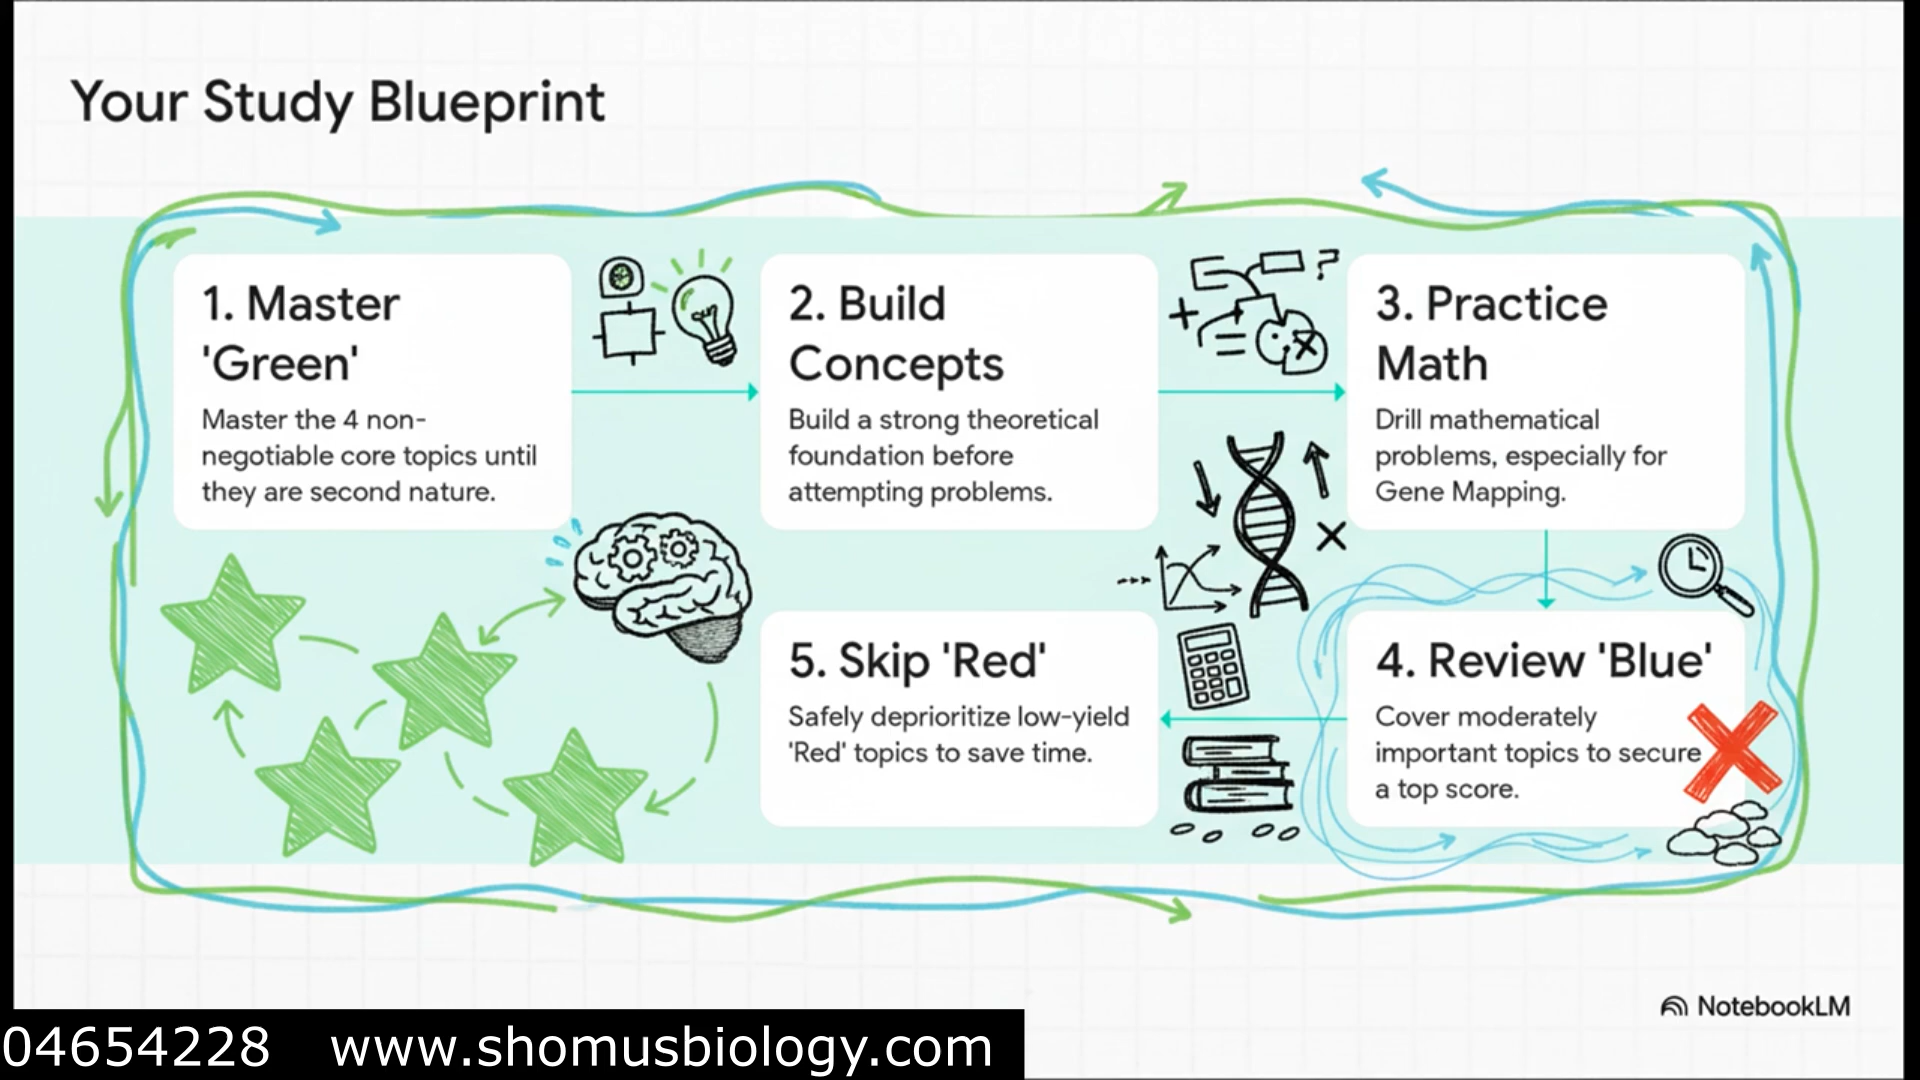 Your Study Blueprint
1. Master
'Green'
Master the 4 non-
negotiable core topics until
they are second nature.
2. Build
Concepts
Build a strong theoretical
foundation before
attempting problems.
3. Practice
Math
Drill mathematical
problems, especially for
Gene Mapping.
4. Review 'Blue'
Cover moderately
important topics to secure
a top score.
5. Skip 'Red'
Safely deprioritize low-yield
'Red' topics to save time.
NotebookLM
04654228 www.shomusbiology.com